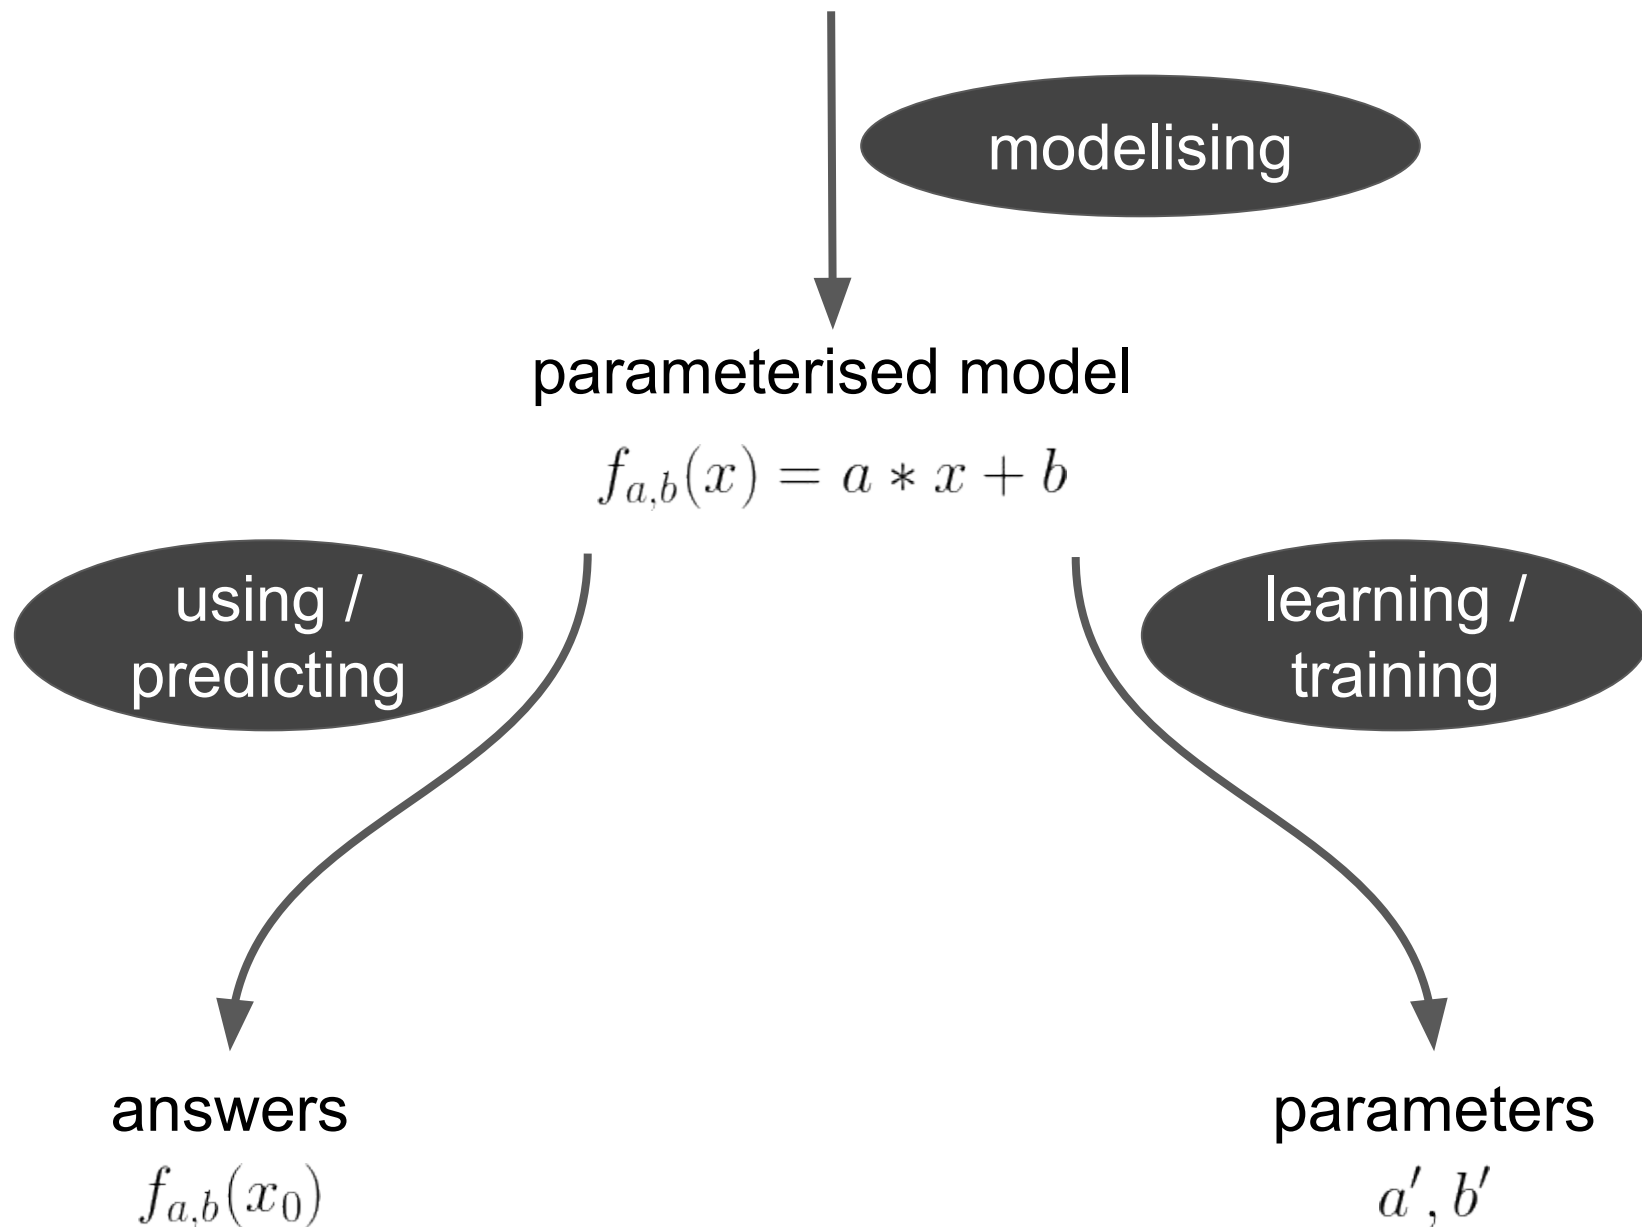 modelising
parameterised model
f_{a,b}(x) = a * x + b
using /
predicting
learning /
training
answers
f_{a,b}(x_0)
parameters
a′, b′